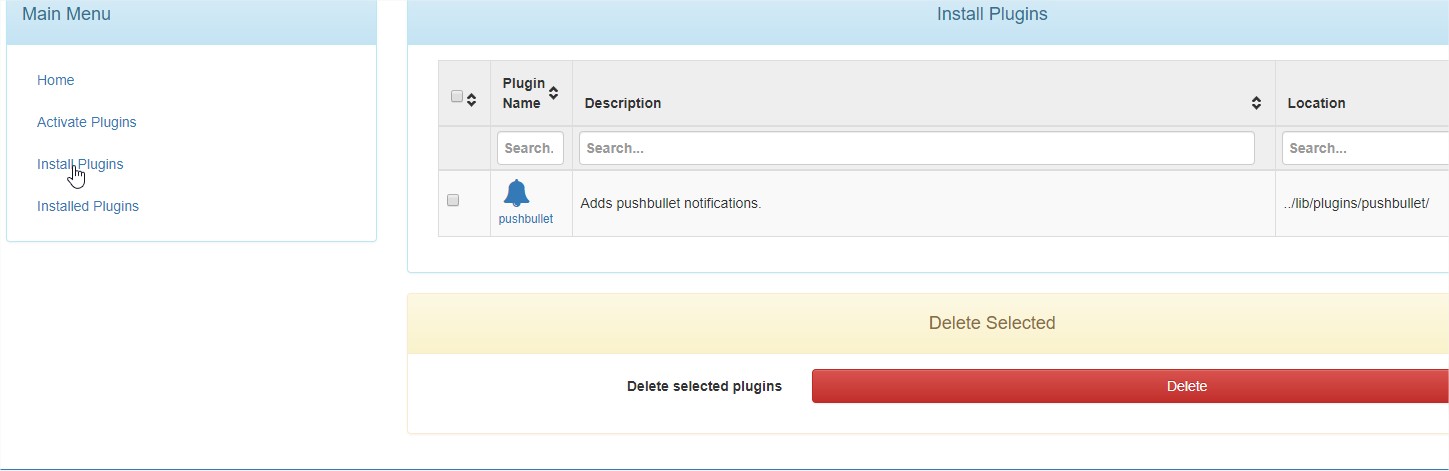 Main Menu
Home
Activate Plugins
Install Plugins
Installed Plugins
Install Plugins
Plugin
Name
Description
Location
Search.
Search...
Search...
pushbullet
Adds pushbullet notifications.
../lib/plugins/pushbullet/
Delete Selected
Delete selected plugins
Delete